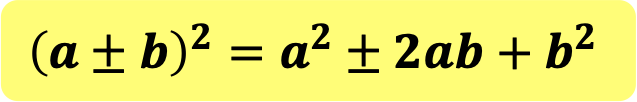 (a ± b)² = a² ± 2ab + b²